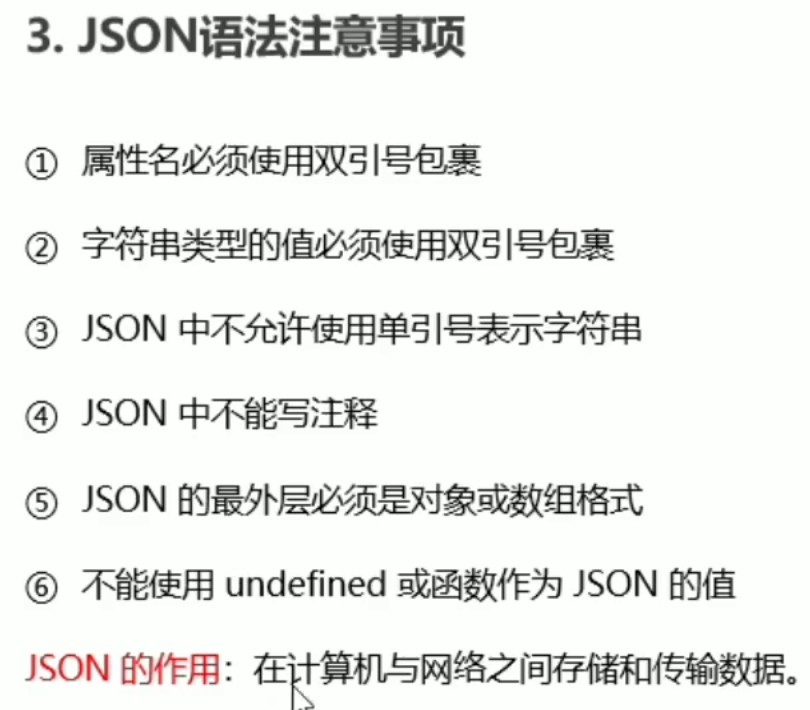 3. JSON语法注意事项
① 属性名必须使用双引号包裹
② 字符串类型的值必须使用双引号包裹
③ JSON 中不允许使用单引号表示字符串
④ JSON 中不能写注释
⑤ JSON 的最外层必须是对象或数组格式
⑥ 不能使用 undefined 或函数作为 JSON 的值
JSON 的作用：在计算机与网络之间存储和传输数据。